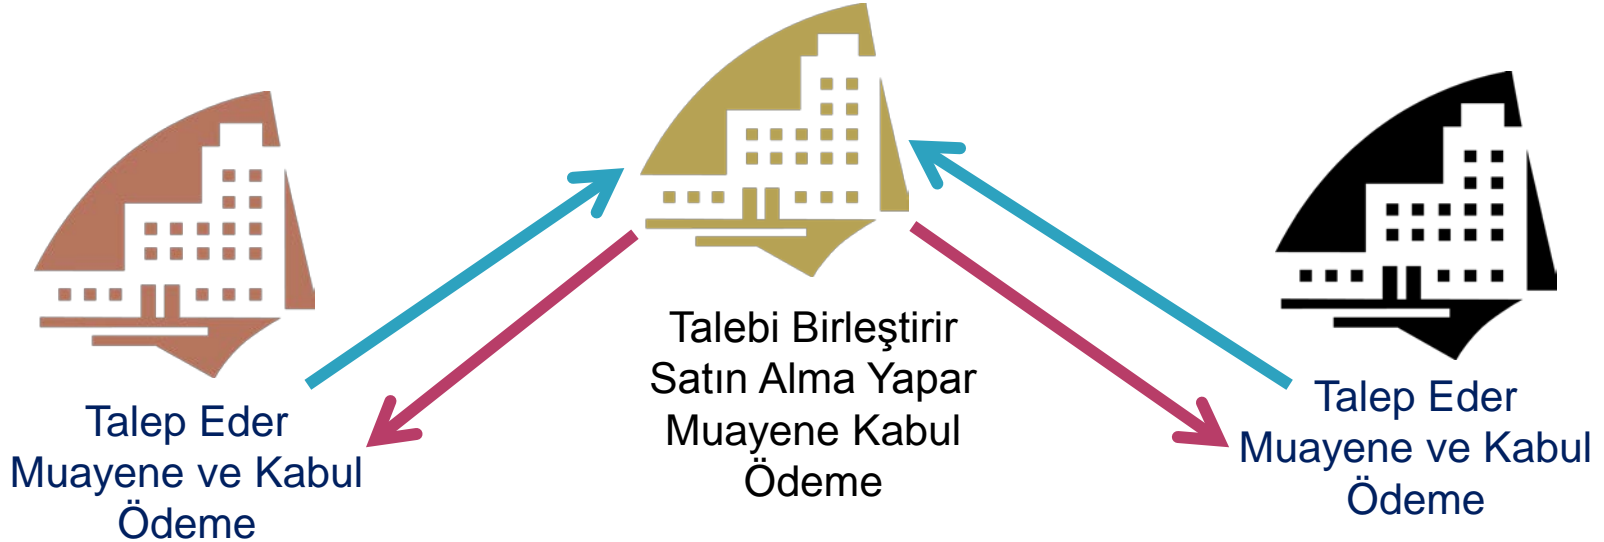 Talep Eder
Muayene ve Kabul
Ödeme
Talebi Birleştirir
Satın Alma Yapar
Muayene Kabul
Ödeme
Talep Eder
Muayene ve Kabul
Ödeme